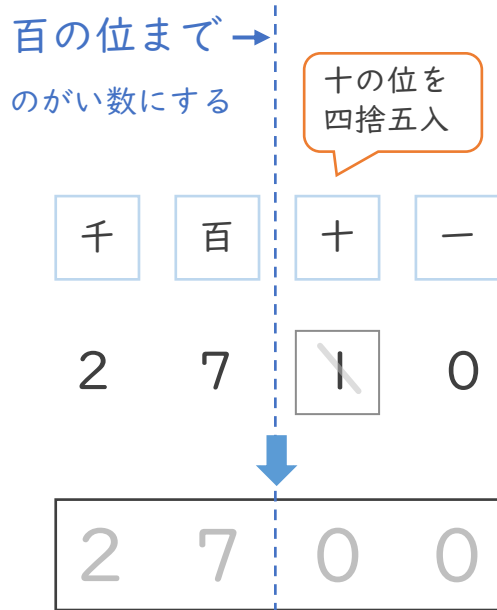 百の位まで
のがい数にする
十の位を
四捨五入
千 百 十 一
2 7 1 0
2 7 0 0